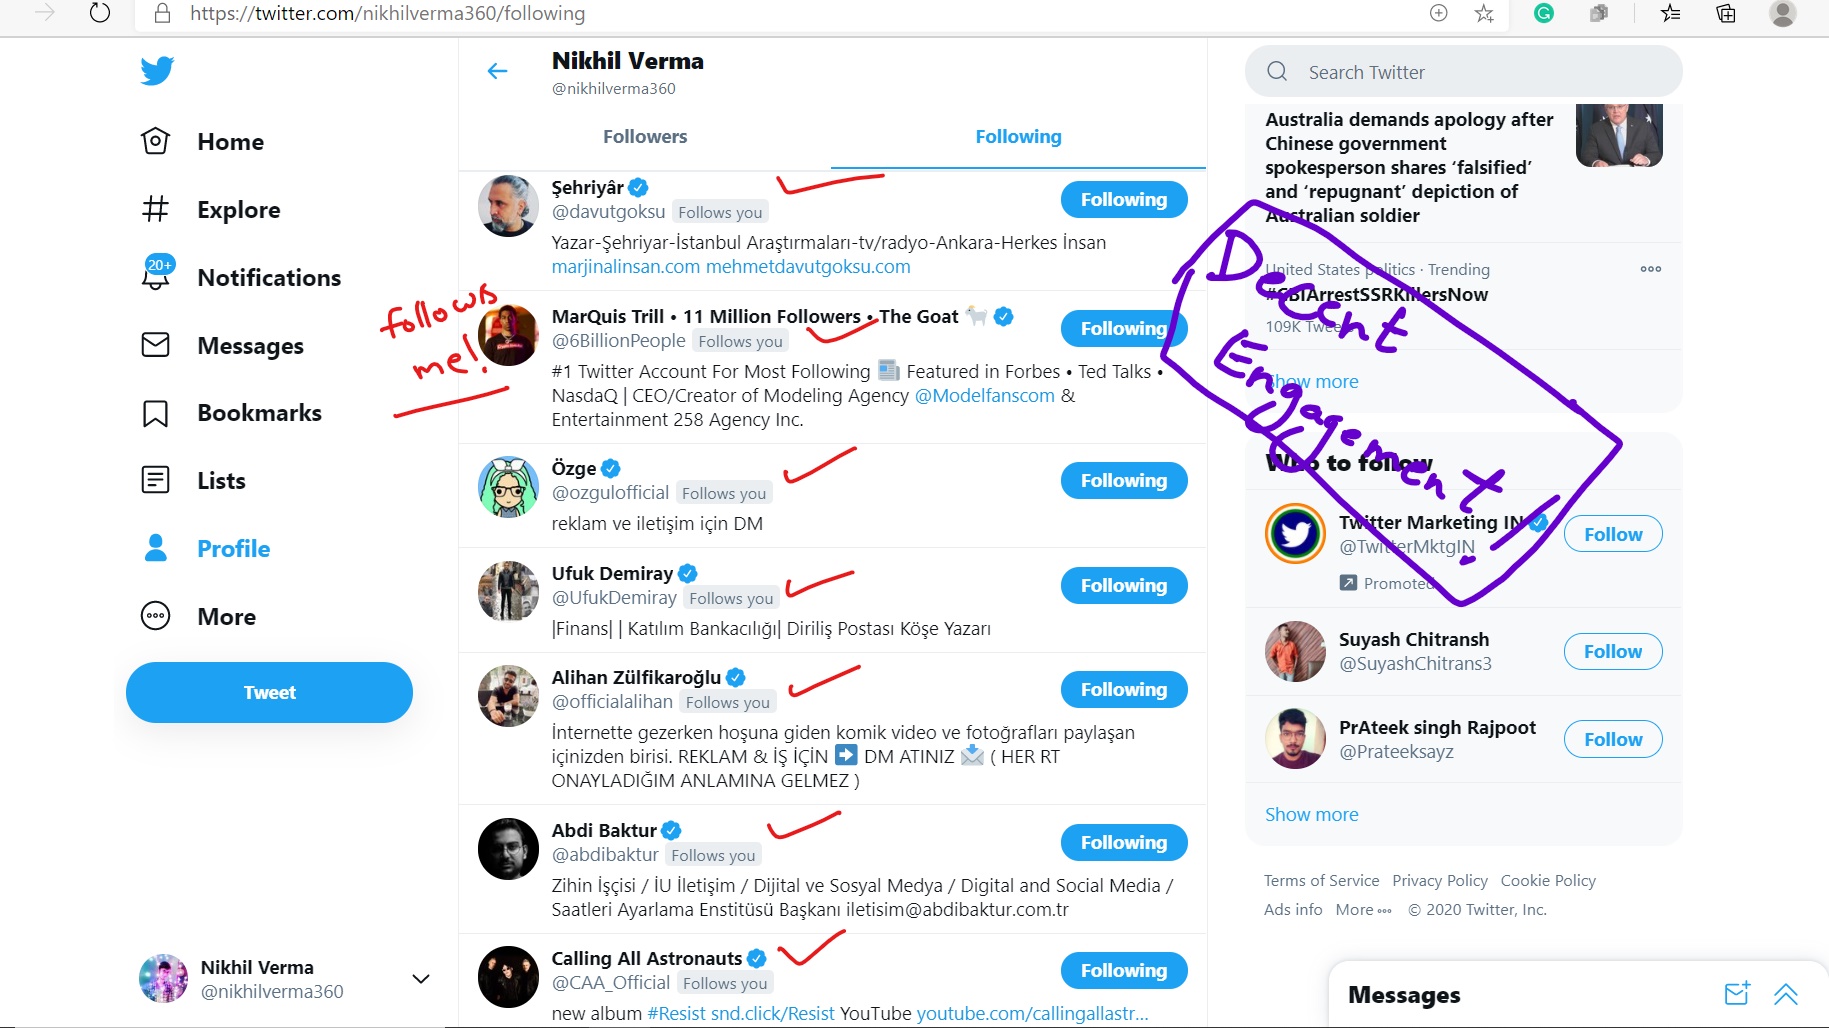 https://twitter.com/nikhilverma360/following
Home
Explore
20+
Notifications
Messages
Bookmarks
Lists
Profile
More
Tweet
Nikhil Verma
@nikhilverma360
Nikhil Verma
@nikhilverma360
Followers
Following
Şehriyâr
@davutgoksu Follows you
Following
Yazar-Şehriyar-İstanbul Araştırmaları-tv/radyo-Ankara-Herkes İnsan
marjinalinsan.com mehmetdavutgoksu.com
follows
me!
MarQuis Trill • 11 Million Followers • The Goat 🐐
@6BillionPeople Follows you
Following
#1 Twitter Account For Most Following 📰 Featured in Forbes • Ted Talks •
NasdaQ | CEO/Creator of Modeling Agency @Modelfanscom &
Entertainment 258 Agency Inc.
Özge
@ozgulofficial Follows you
Following
reklam ve iletişim için DM
Ufuk Demiray
@UfukDemiray Follows you
Following
|Finans| | Katılım Bankacılığı| Diriliş Postası Köşe Yazarı
Alihan Zülfikaroğlu
@officialalihan Follows you
Following
İnternette gezerken hoşuna giden komik video ve fotoğrafları paylaşan
içinizden birisi. REKLAM & İŞ İÇİN ➡ DM ATINIZ 📩 ( HER RT
ONAYLADIĞIM ANLAMINA GELMEZ )
Abdi Baktur
@abdibaktur Follows you
Following
Zihin İşçisi / İU İletişim / Dijital ve Sosyal Medya / Digital and Social Media /
Saatleri Ayarlama Enstitüsü Başkanı iletisim@abdibaktur.com.tr
Calling All Astronauts
@CAA_Official Follows you
Following
new album #Resist snd.click/Resist YouTube youtube.com/callingallastr...
Search Twitter
Australia demands apology after
Chinese government
spokesperson shares ‘falsified’
and ‘repugnant’ depiction of
Australian soldier
United States politics · Trending
#CBIArrestSSRKillersNow
109K Tweets
Show more
Decent
Engagement!
Who to follow
Twitter Marketing IN
@TwitterMktgIN
Follow
Promoted
Suyash Chitransh
@SuyashChitrans3
Follow
PrAteek singh Rajpoot
@Prateeksayz
Follow
Show more
Terms of Service Privacy Policy Cookie Policy
Ads info More ••• © 2020 Twitter, Inc.
Messages